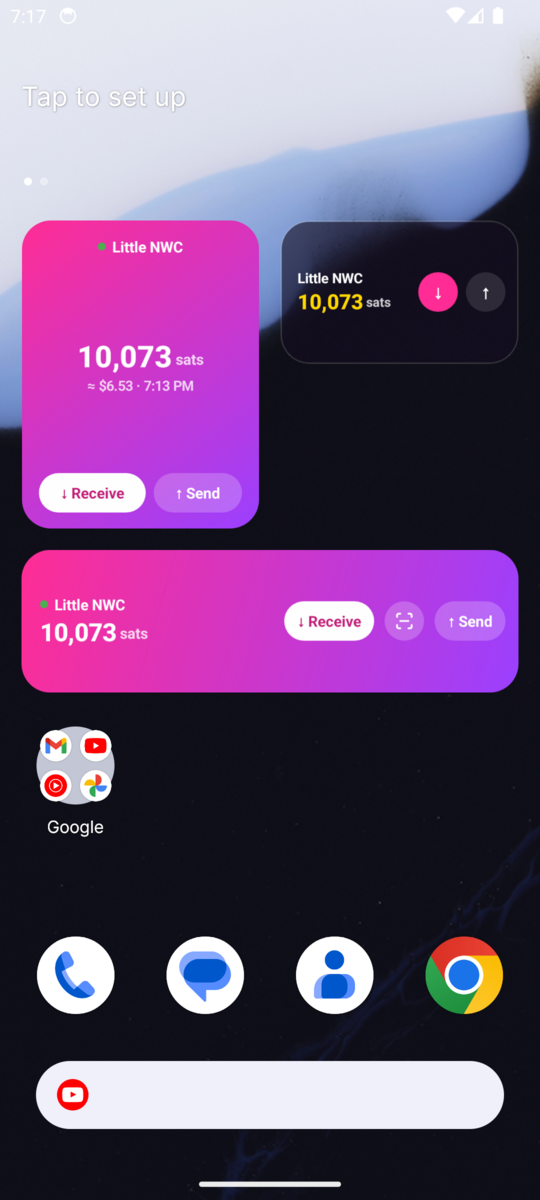 7:17
Tap to set up
Little NWC
10,073 sats
≈ $6.53 · 7:13 PM
↓ Receive
↑ Send
Little NWC
10,073 sats
↓
↑
Little NWC
10,073 sats
↓ Receive
↑ Send
Google